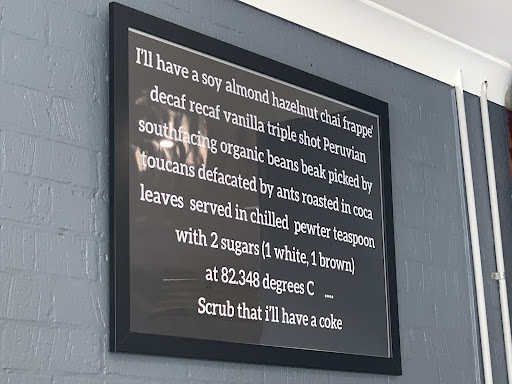 I'll have a soy almond hazelnut chai frappe'
decaf recaf vanilla triple shot Peruvian
southfacing organic beans beak picked by
toucans defacated by ants roasted in coca
leaves served in chilled pewter teaspoon
with 2 sugars (1 white, 1 brown)
at 82.348 degrees C ....
Scrub that i'll have a coke